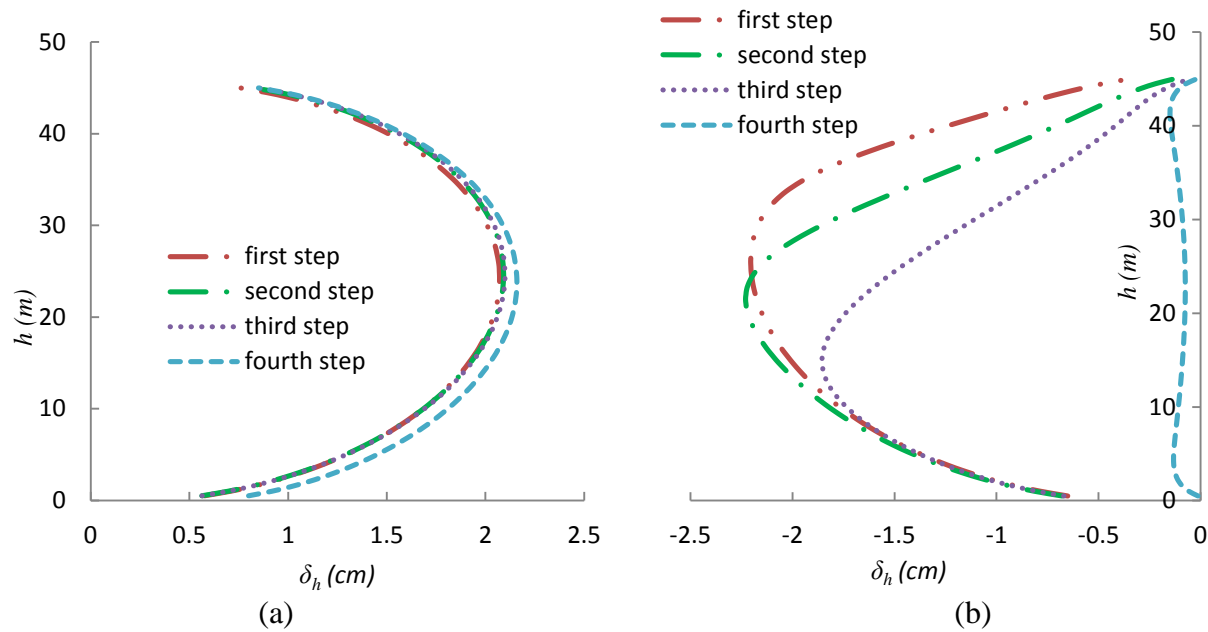 50
40
30
20
10
0
h (m)
first step
second step
third step
fourth step
0
0.5
1
1.5
2
2.5
δh (cm)
(a)
first step
second step
third step
fourth step
50
40
30
20
10
0
h (m)
-2.5
-2
-1.5
-1
-0.5
0
δh (cm)
(b)